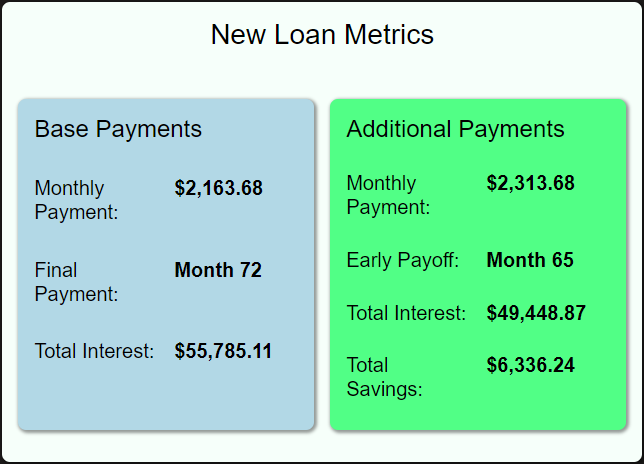 New Loan Metrics
Base Payments
Monthly
Payment:
$2,163.68
Final
Payment:
Month 72
Total Interest:
$55,785.11
Additional Payments
Monthly
Payment:
$2,313.68
Early Payoff:
Month 65
Total Interest:
$49,448.87
Total
Savings:
$6,336.24